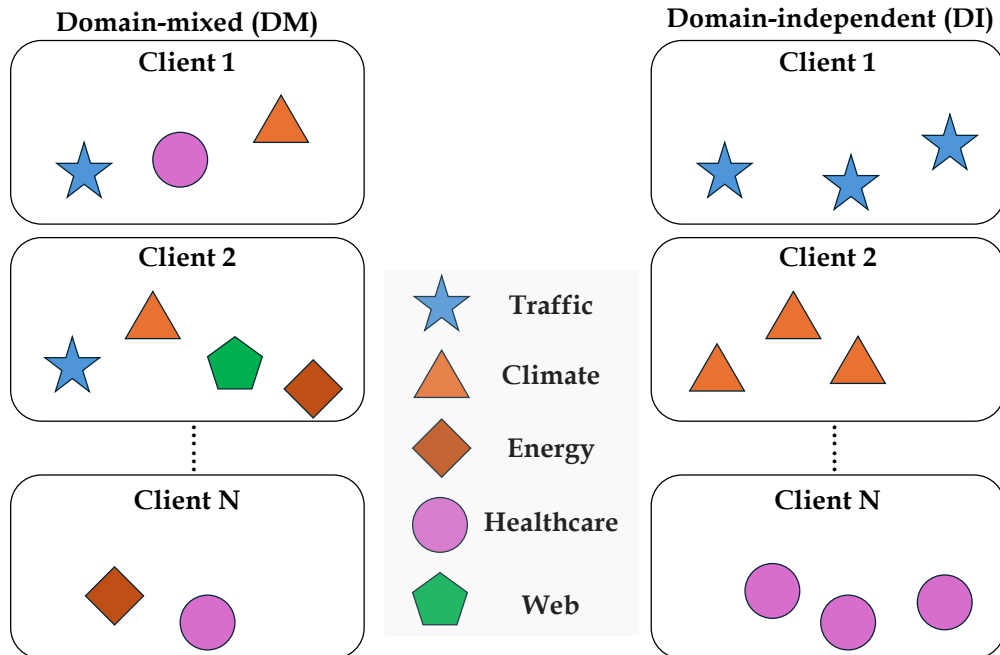 Domain-mixed (DM)
Client 1
Client 2
Client N
Traffic
Climate
Energy
Healthcare
Web
Domain-independent (DI)
Client 1
Client 2
Client N